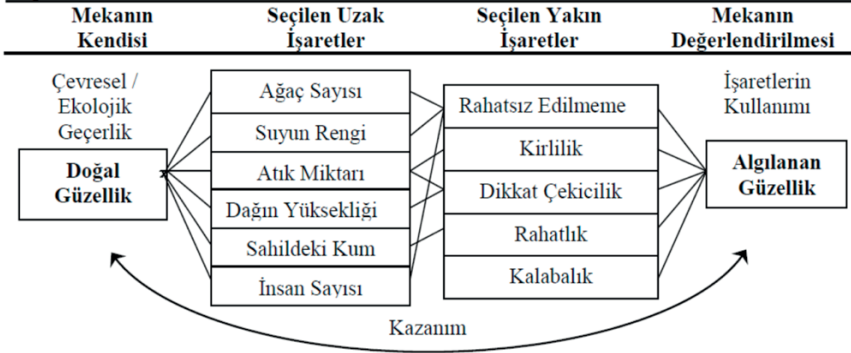 Mekanın Kendisi
Seçilen Uzak İşaretler
Seçilen Yakın İşaretler
Mekanın Değerlendirilmesi
Çevresel /
Ekolojik
Geçerlik
Doğal
Güzellik
Ağaç Sayısı
Suyun Rengi
Atık Miktarı
Dağın Yüksekliği
Sahildeki Kum
İnsan Sayısı
Rahatsız Edilmeme
Kirlilik
Dikkat Çekicilik
Rahatlık
Kalabalık
İşaretlerin
Kullanımı
Algılanan
Güzellik
Kazanım